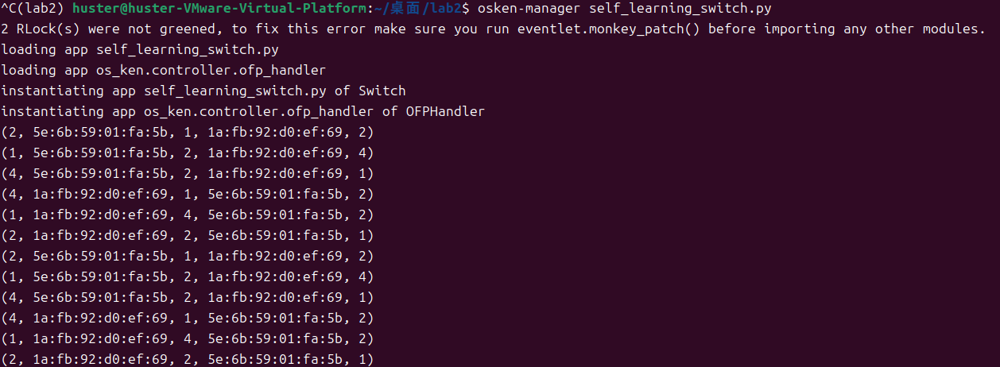 ^C(lab2) huster@huster-VMware-Virtual-Platform:~/桌面/lab2$ osken-manager self_learning_switch.py
2 RLock(s) were not greened, to fix this error make sure you run eventlet.monkey_patch() before importing any other modules.
loading app self_learning_switch.py
loading app os_ken.controller.ofp_handler
instantiating app self_learning_switch.py of Switch
instantiating app os_ken.controller.ofp_handler of OFPHandler
(2, 5e:6b:59:01:fa:5b, 1, 1a:fb:92:d0:ef:69, 2)
(1, 5e:6b:59:01:fa:5b, 2, 1a:fb:92:d0:ef:69, 4)
(4, 5e:6b:59:01:fa:5b, 2, 1a:fb:92:d0:ef:69, 1)
(4, 1a:fb:92:d0:ef:69, 1, 5e:6b:59:01:fa:5b, 2)
(1, 1a:fb:92:d0:ef:69, 4, 5e:6b:59:01:fa:5b, 2)
(2, 1a:fb:92:d0:ef:69, 2, 5e:6b:59:01:fa:5b, 1)
(2, 5e:6b:59:01:fa:5b, 1, 1a:fb:92:d0:ef:69, 2)
(1, 5e:6b:59:01:fa:5b, 2, 1a:fb:92:d0:ef:69, 4)
(4, 5e:6b:59:01:fa:5b, 2, 1a:fb:92:d0:ef:69, 1)
(4, 1a:fb:92:d0:ef:69, 1, 5e:6b:59:01:fa:5b, 2)
(1, 1a:fb:92:d0:ef:69, 4, 5e:6b:59:01:fa:5b, 2)
(2, 1a:fb:92:d0:ef:69, 2, 5e:6b:59:01:fa:5b, 1)